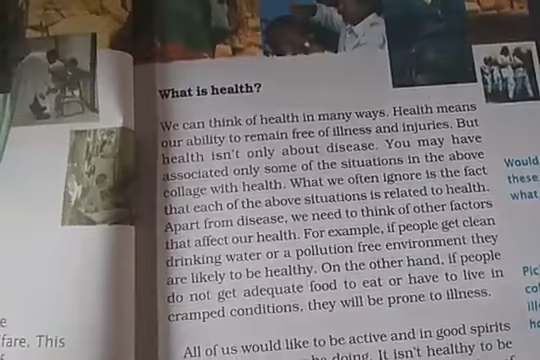 What is health?
We can think of health in many ways. Health means
our ability to remain free of illness and injuries. But
health isn't only about disease. You may have
associated only some of the situations in the above
collage with health. What we often ignore is the fact
that each of the above situations is related to health.
Apart from disease, we need to think of other factors
that affect our health. For example, if people get clean
drinking water or a pollution free environment they
are likely to be healthy. On the other hand, if people
do not get adequate food to eat or have to live in
cramped conditions, they will be prone to illness.
All of us would like to be active and in good spirits
be doing. It isn't healthy to be
Would
these
what
fare. This